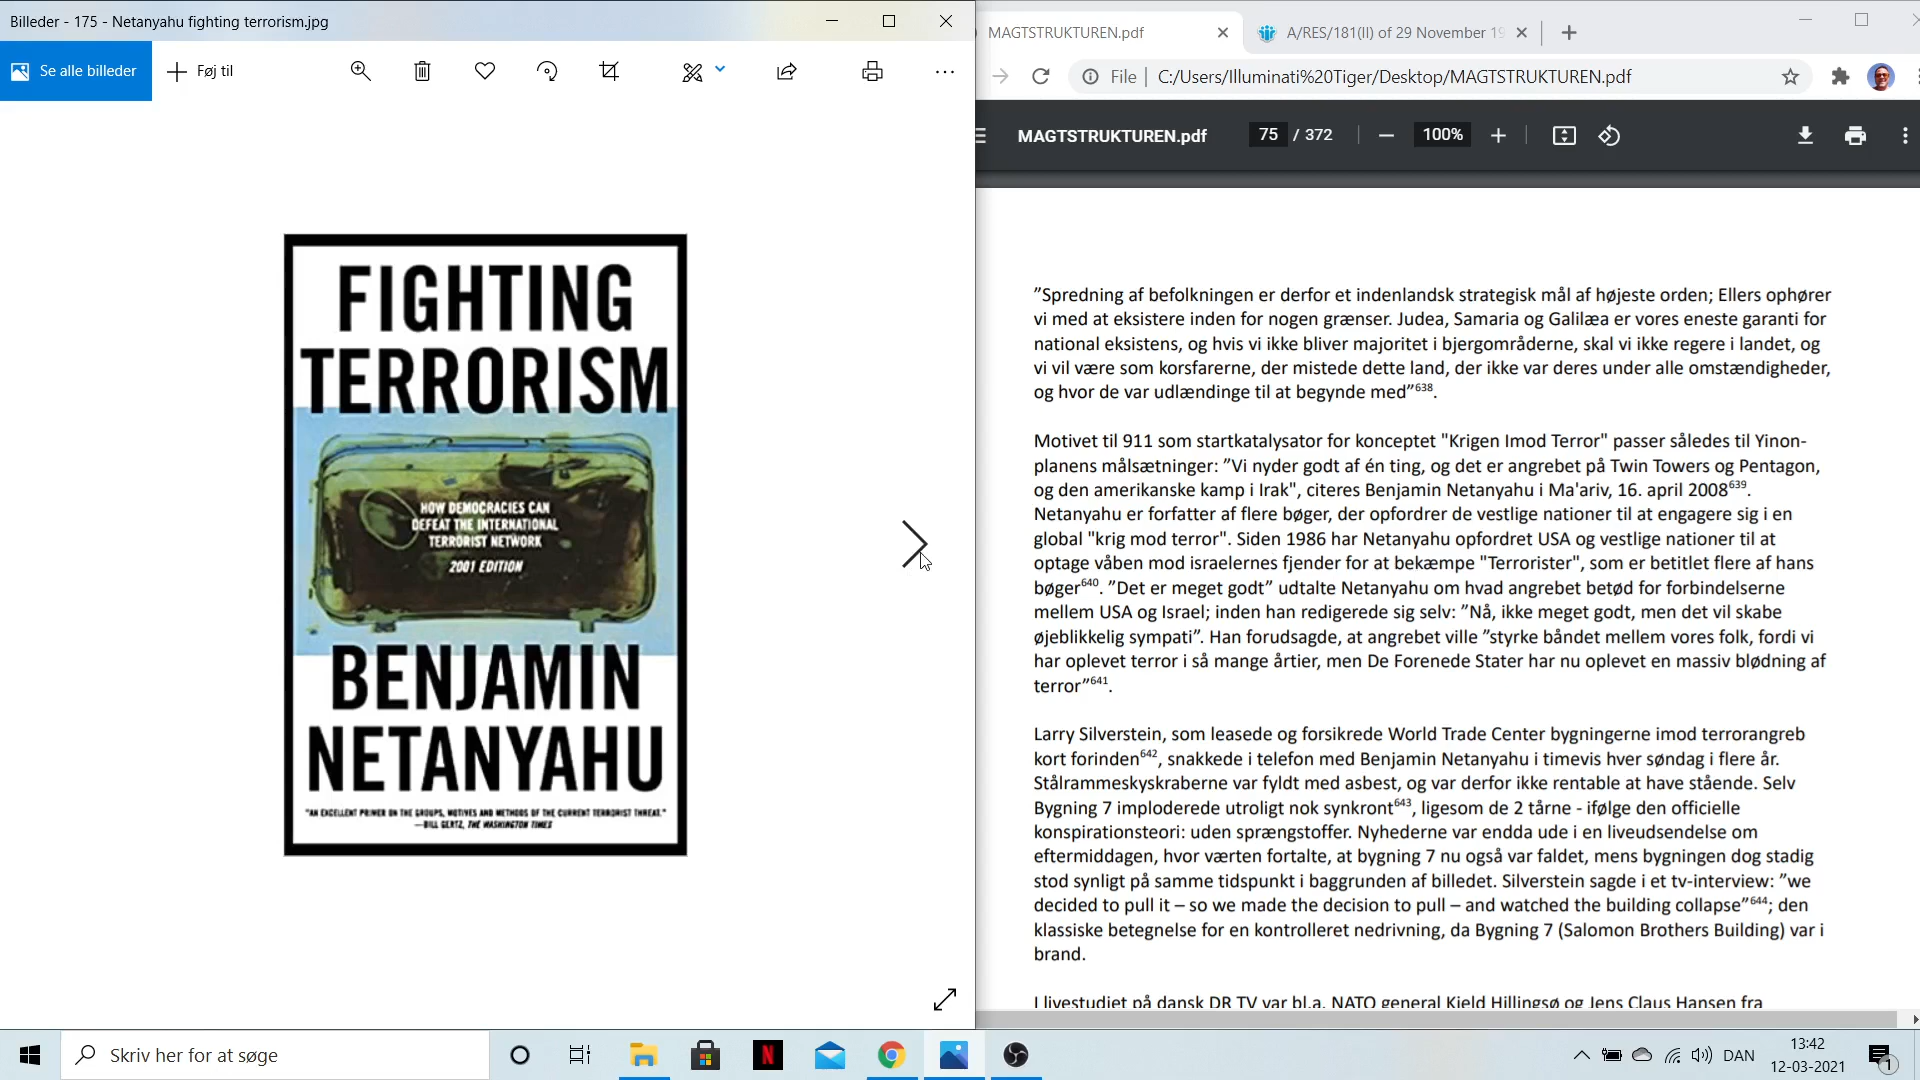 Billeder - 175 - Netanyahu fighting terrorism.jpg
Se alle billeder
Føj til
FIGHTING
TERRORISM
HOW DEMOCRACIES CAN
DEFEAT THE INTERNATIONAL
TERRORIST NETWORK
2001 EDITION
BENJAMIN
NETANYAHU
"AN EXCELLENT PRIMER ON THE GROUPS, MOTIVES AND METHODS OF THE CURRENT TERRORIST THREAT."
—BILL GERTZ, THE WASHINGTON TIMES
MAGTSTRUKTUREN.pdf
A/RES/181(II) of 29 November 19
File
C:/Users/Illuminati%20Tiger/Desktop/MAGTSTRUKTUREN.pdf
MAGTSTRUKTUREN.pdf
75 / 372
100%
”Spredning af befolkningen er derfor et indenlandsk strategisk mål af højeste orden; Ellers ophører
vi med at eksistere inden for nogen grænser. Judea, Samaria og Galilæa er vores eneste garanti for
national eksistens, og hvis vi ikke bliver majoritet i bjergområderne, skal vi ikke regere i landet, og
vi vil være som korsfarerne, der mistede dette land, der ikke var deres under alle omstændigheder,
og hvor de var udlændinge til at begynde med”638.
Motivet til 911 som startkatalysator for konceptet "Krigen Imod Terror" passer således til Yinon-
planens målsætninger: ”Vi nyder godt af én ting, og det er angrebet på Twin Towers og Pentagon,
og den amerikanske kamp i Irak", citeres Benjamin Netanyahu i Ma'ariv, 16. april 2008639.
Netanyahu er forfatter af flere bøger, der opfordrer de vestlige nationer til at engagere sig i en
global "krig mod terror". Siden 1986 har Netanyahu opfordret USA og vestlige nationer til at
optage våben mod israelernes fjender for at bekæmpe "Terrorister", som er betitlet flere af hans
bøger640. ”Det er meget godt” udtalte Netanyahu om hvad angrebet betød for forbindelserne
mellem USA og Israel; inden han redigerede sig selv: ”Nå, ikke meget godt, men det vil skabe
øjeblikkelig sympati”. Han forudsagde, at angrebet ville ”styrke båndet mellem vores folk, fordi vi
har oplevet terror i så mange årtier, men De Forenede Stater har nu oplevet en massiv blødning af
terror”641.
Larry Silverstein, som leasede og forsikrede World Trade Center bygningerne imod terrorangreb
kort forinden642, snakkede i telefon med Benjamin Netanyahu i timevis hver søndag i flere år.
Stålrammeskyskraberne var fyldt med asbest, og var derfor ikke rentable at have stående. Selv
Bygning 7 imploderede utroligt nok synkront643, ligesom de 2 tårne - ifølge den officielle
konspirationsteori: uden sprængstoffer. Nyhederne var endda ude i en liveudsendelse om
eftermiddagen, hvor værten fortalte, at bygning 7 nu også var faldet, mens bygningen dog stadig
stod synligt på samme tidspunkt i baggrunden af billedet. Silverstein sagde i et tv-interview: ”we
decided to pull it – so we made the decision to pull – and watched the building collapse”644; den
klassiske betegnelse for en kontrolleret nedrivning, da Bygning 7 (Salomon Brothers Building) var i
brand.
I livestudiet på dansk DR TV var bl.a. NATO general Kjeld Hillingsø og Jens Claus Hansen fra
Skriv her for at søge
DAN
13:42
12-03-2021
1